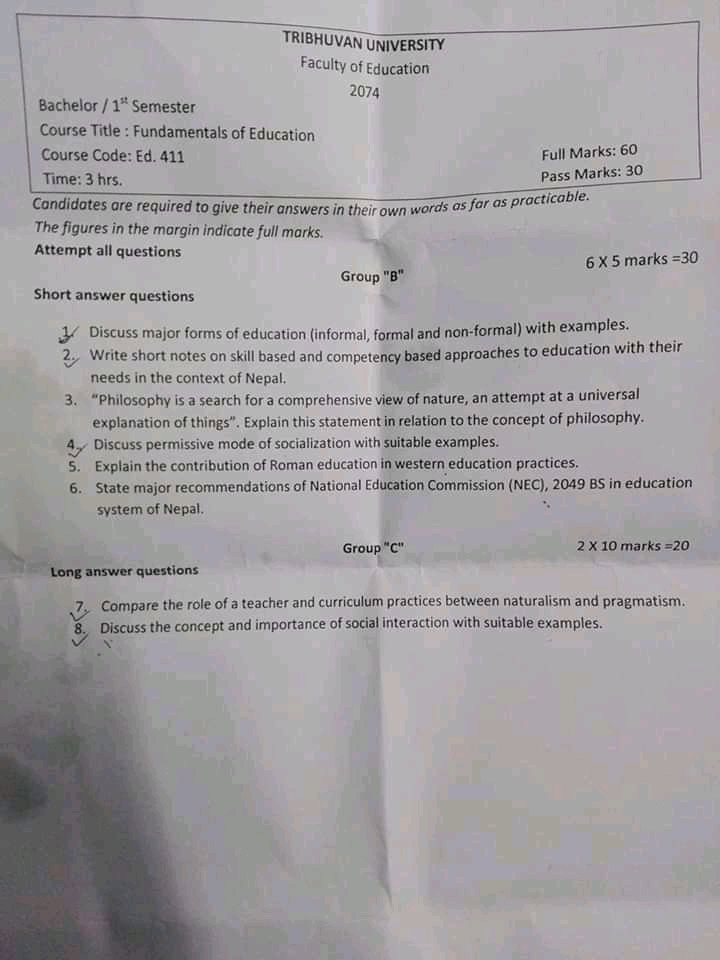 TRIBHUVAN UNIVERSITY
Faculty of Education
2074
Bachelor / 1st Semester
Course Title : Fundamentals of Education
Course Code: Ed. 411
Full Marks: 60
Time: 3 hrs.
Pass Marks: 30
Candidates are required to give their answers in their own words as far as practicable.
The figures in the margin indicate full marks.
Attempt all questions
Group "B"
6 X 5 marks =30
Short answer questions
1. Discuss major forms of education (informal, formal and non-formal) with examples.
2. Write short notes on skill based and competency based approaches to education with their
needs in the context of Nepal.
3. “Philosophy is a search for a comprehensive view of nature, an attempt at a universal
explanation of things”. Explain this statement in relation to the concept of philosophy.
4. Discuss permissive mode of socialization with suitable examples.
5. Explain the contribution of Roman education in western education practices.
6. State major recommendations of National Education Commission (NEC), 2049 BS in education
system of Nepal.
Group "C"
2 X 10 marks =20
Long answer questions
7. Compare the role of a teacher and curriculum practices between naturalism and pragmatism.
8. Discuss the concept and importance of social interaction with suitable examples.